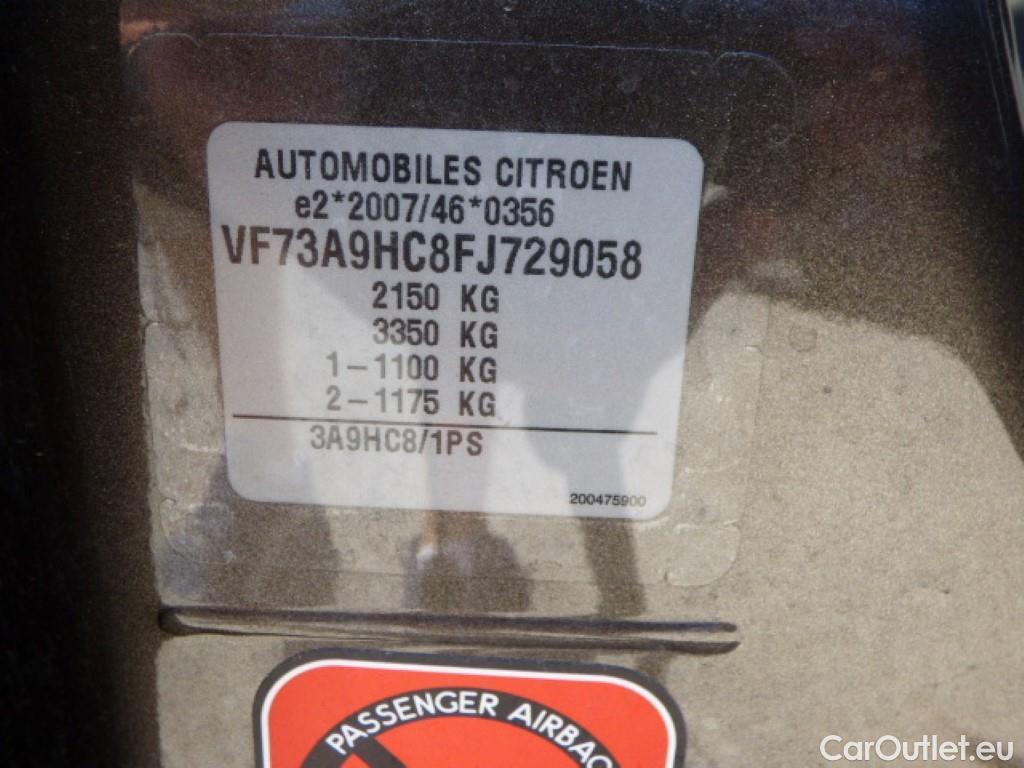 AUTOMOBILES CITROEN
e2*2007/46*0356
VF73A9HC8FJ729058
2150 KG
3350 KG
1-1100 KG
2-1175 KG
3A9HC8/1PS
200475900
PASSENGER AIRBAG
CarOutlet.eu